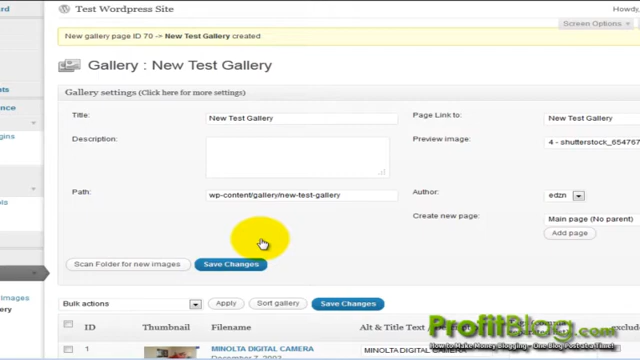 Test Wordpress Site
Howdy,
Screen Options
New gallery page ID 70 -> New Test Gallery created
Gallery : New Test Gallery
Gallery settings (Click here for more settings)
Title:
New Test Gallery
Page Link to:
New Test Gallery
Description:
Preview image:
4 - shutterstock_654767
Path:
wp-content/gallery/new-test-gallery
Author:
edzn
Create new page:
Main page (No parent)
Add page
Scan Folder for new images
Save Changes
Bulk actions
Apply
Sort gallery
Save Changes
ProfitBlog.com
How to Make Money Blogging - One Blog Post at a Time!
ID
Thumbnail
Filename
Alt & Title Text
1
MINOLTA DIGITAL CAMERA
MINOLTA DIGITAL CAMERA
December 7, 2003